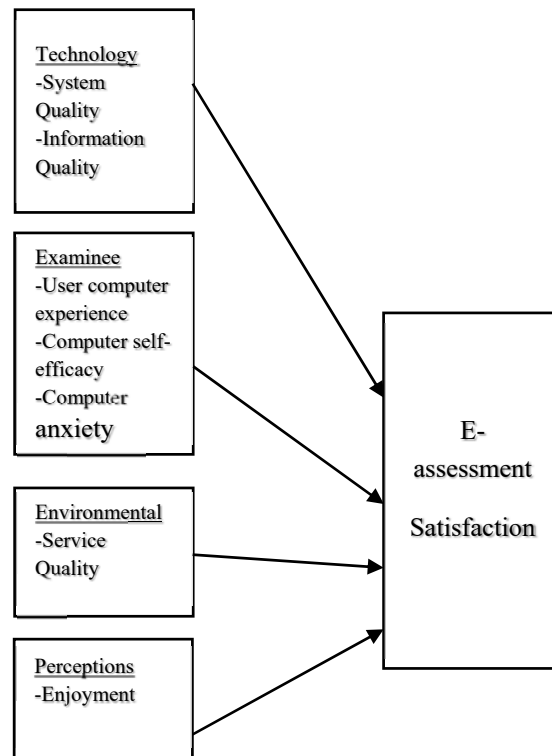 Technology
-System
Quality
-Information
Quality
Examinee
-User computer
experience
-Computer self-
efficacy
-Computer
anxiety
Environmental
-Service
Quality
Perceptions
-Enjoyment
E-
assessment
Satisfaction